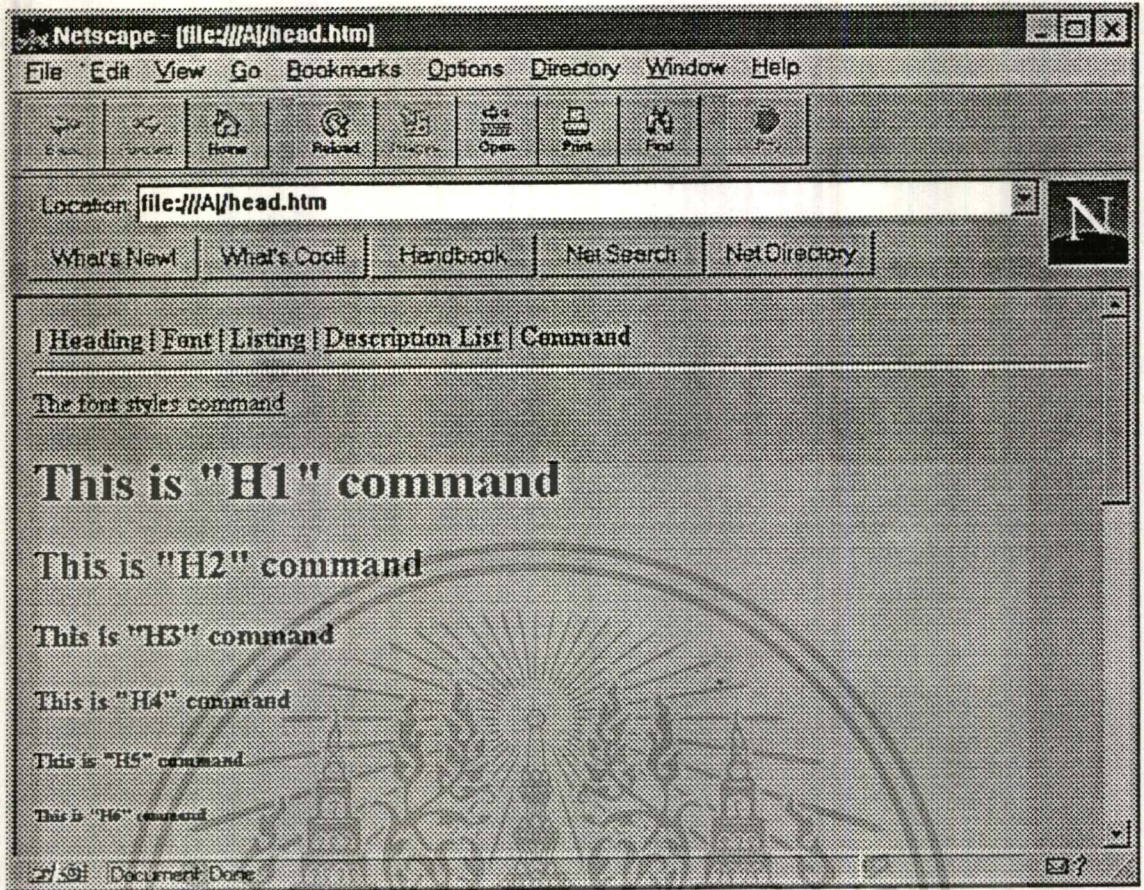 Netscape - [file:///A|/head.htm]
File Edit View Go Bookmarks Options Directory Window Help
Home Reload Open Print Find
Location: file:///A|/head.htm
What's New! What's Cool! Handbook Net Search Net Directory
| Heading | Font | Listing | Description List | Command
The font styles command
This is "H1" command
This is "H2" command
This is "H3" command
This is "H4" command
This is "H5" command
This is "H6" command
Document: Done